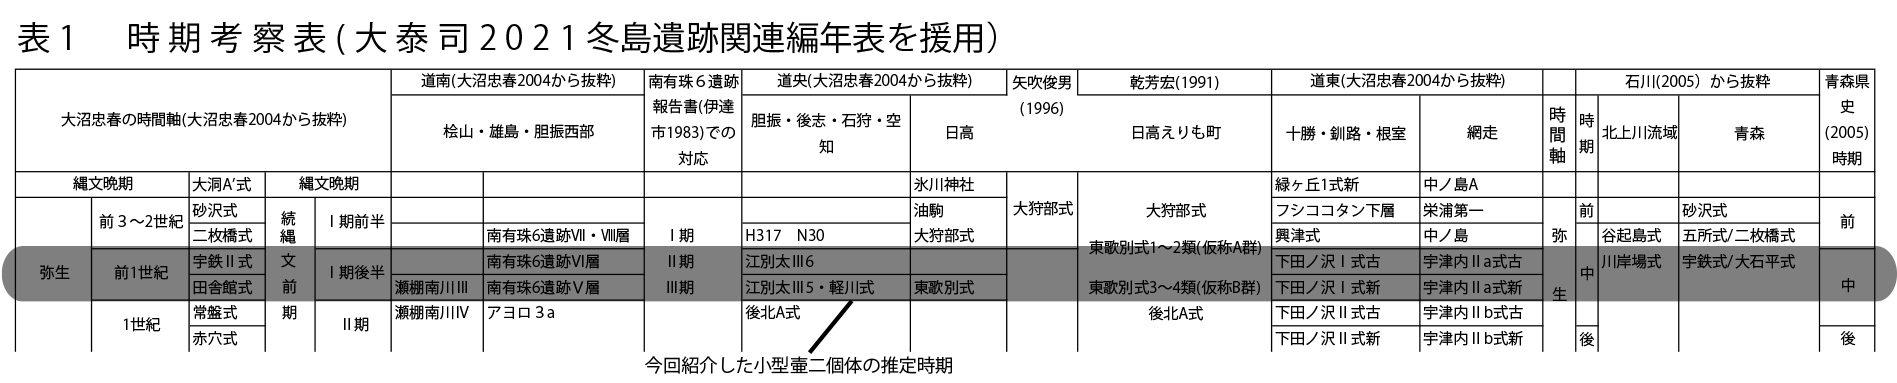 表1 時期考察表(大泰司2021冬島遺跡関連編年表を援用）
大沼忠春の時間軸(大沼忠春2004から抜粋)
道南(大沼忠春2004から抜粋)
桧山・雄島・胆振西部
南有珠６遺跡
報告書(伊達
市1983)での
対応
道央(大沼忠春2004から抜粋)
胆振・後志・石狩・空
知
日高
矢吹俊男
(1996)
乾芳宏(1991)
日高えりも町
道東(大沼忠春2004から抜粋)
十勝・釧路・根室
網走
時
間
軸
石川(2005）から抜粋
時
期
北上川流域
青森
青森県
史
(2005)
時期
縄文晩期 大洞A’式 縄文晩期 氷川神社 緑ヶ丘1式新 中ノ島A
前３〜2世紀 砂沢式 続 Ⅰ期前半 油駒 大狩部式 大狩部式 フシココタン下層 栄浦第一 前 砂沢式 前
二枚橋式 縄 南有珠6遺跡Ⅶ・Ⅷ層 Ⅰ期 H317 N30 大狩部式 興津式 中ノ島 弥 谷起島式 五所式/二枚橋式
東歌別式1〜2類(仮称A群)
弥生 前1世紀 宇鉄Ⅱ式 文 Ⅰ期後半 南有珠6遺跡Ⅵ層 Ⅱ期 江別太Ⅲ6 下田ノ沢Ⅰ式古 宇津内Ⅱa式古 中 川岸場式 宇鉄式/大石平式
田舎館式 前 瀬棚南川Ⅲ 南有珠6遺跡Ⅴ層 Ⅲ期 江別太Ⅲ5・軽川式 東歌別式 東歌別式3〜4類(仮称B群) 下田ノ沢Ⅰ式新 宇津内Ⅱa式新 生 中
1世紀 常盤式 期 Ⅱ期 瀬棚南川Ⅳ アヨロ３a 後北A式 後北A式 下田ノ沢Ⅱ式古 宇津内Ⅱb式古
赤穴式 下田ノ沢Ⅱ式新 宇津内Ⅱb式新 後 後
今回紹介した小型壷二個体の推定時期